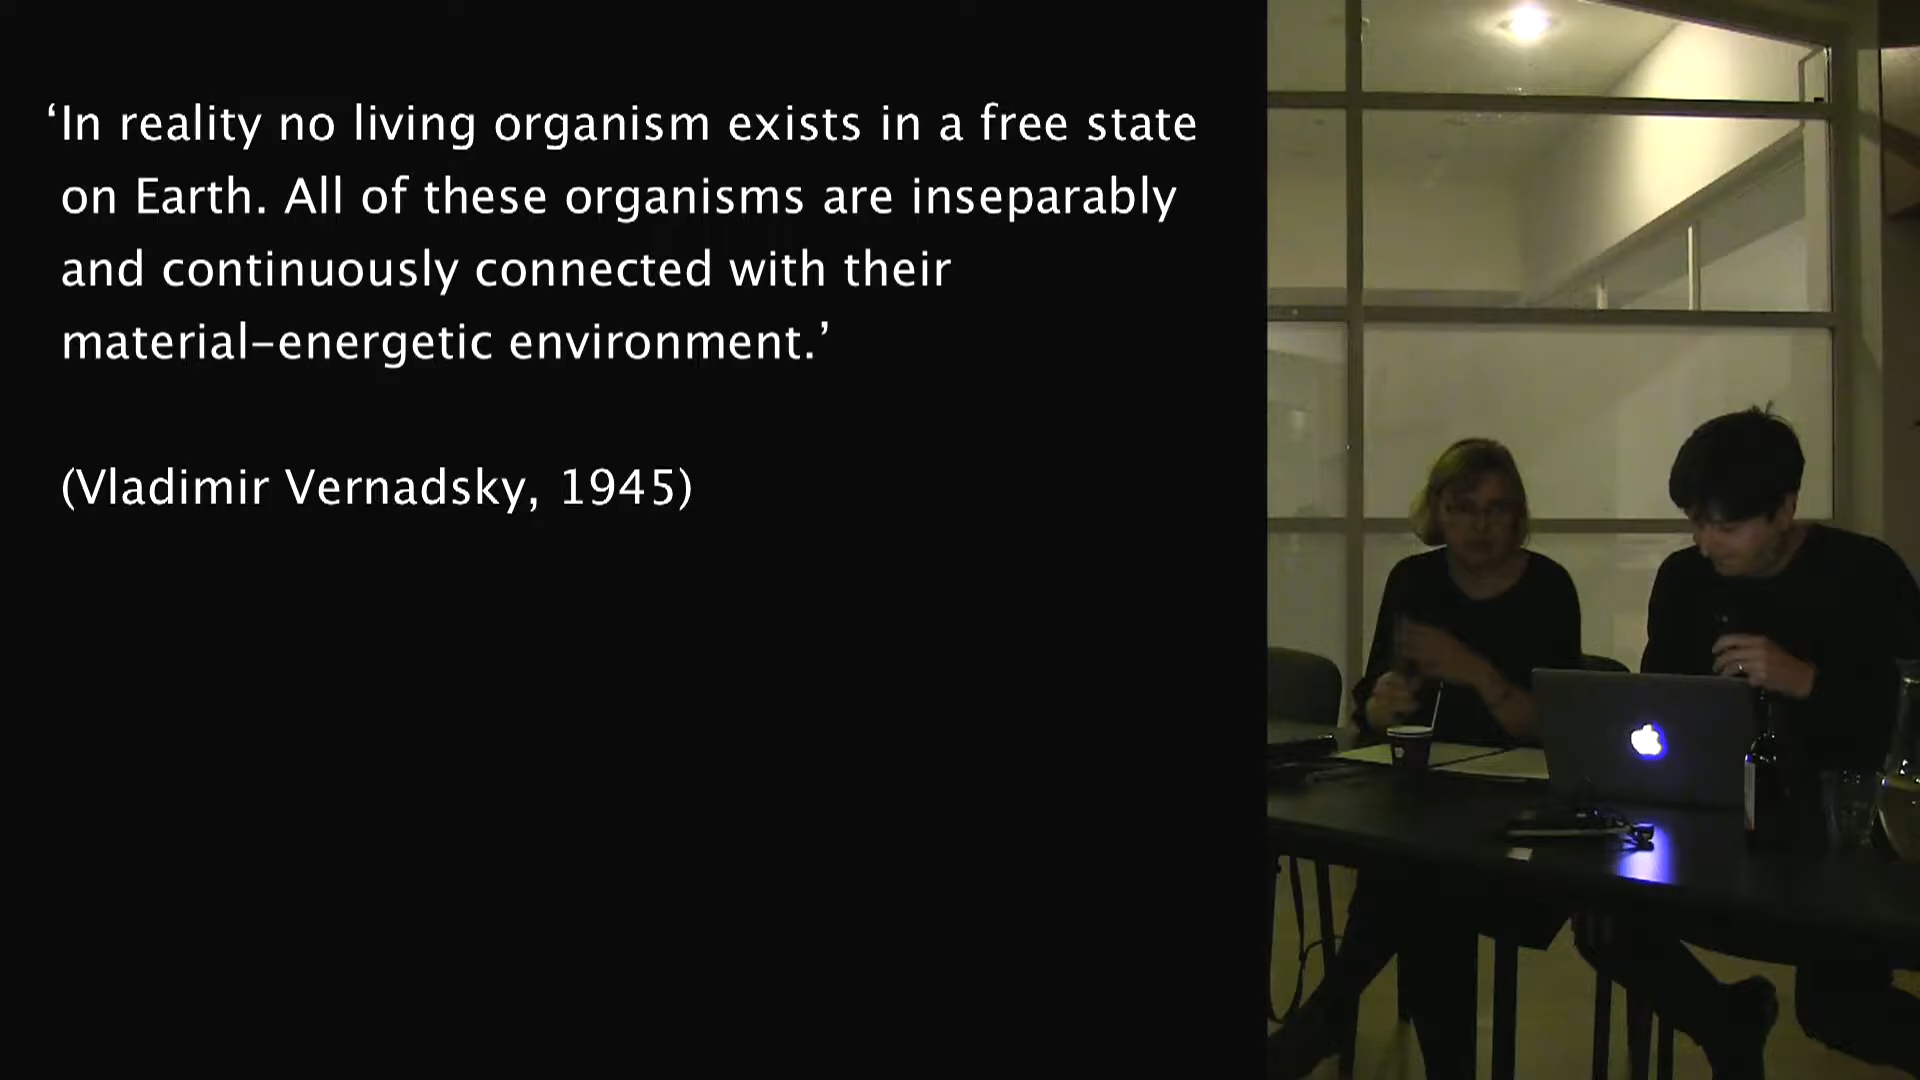 ‘In reality no living organism exists in a free state
on Earth. All of these organisms are inseparably
and continuously connected with their
material-energetic environment.’
(Vladimir Vernadsky, 1945)